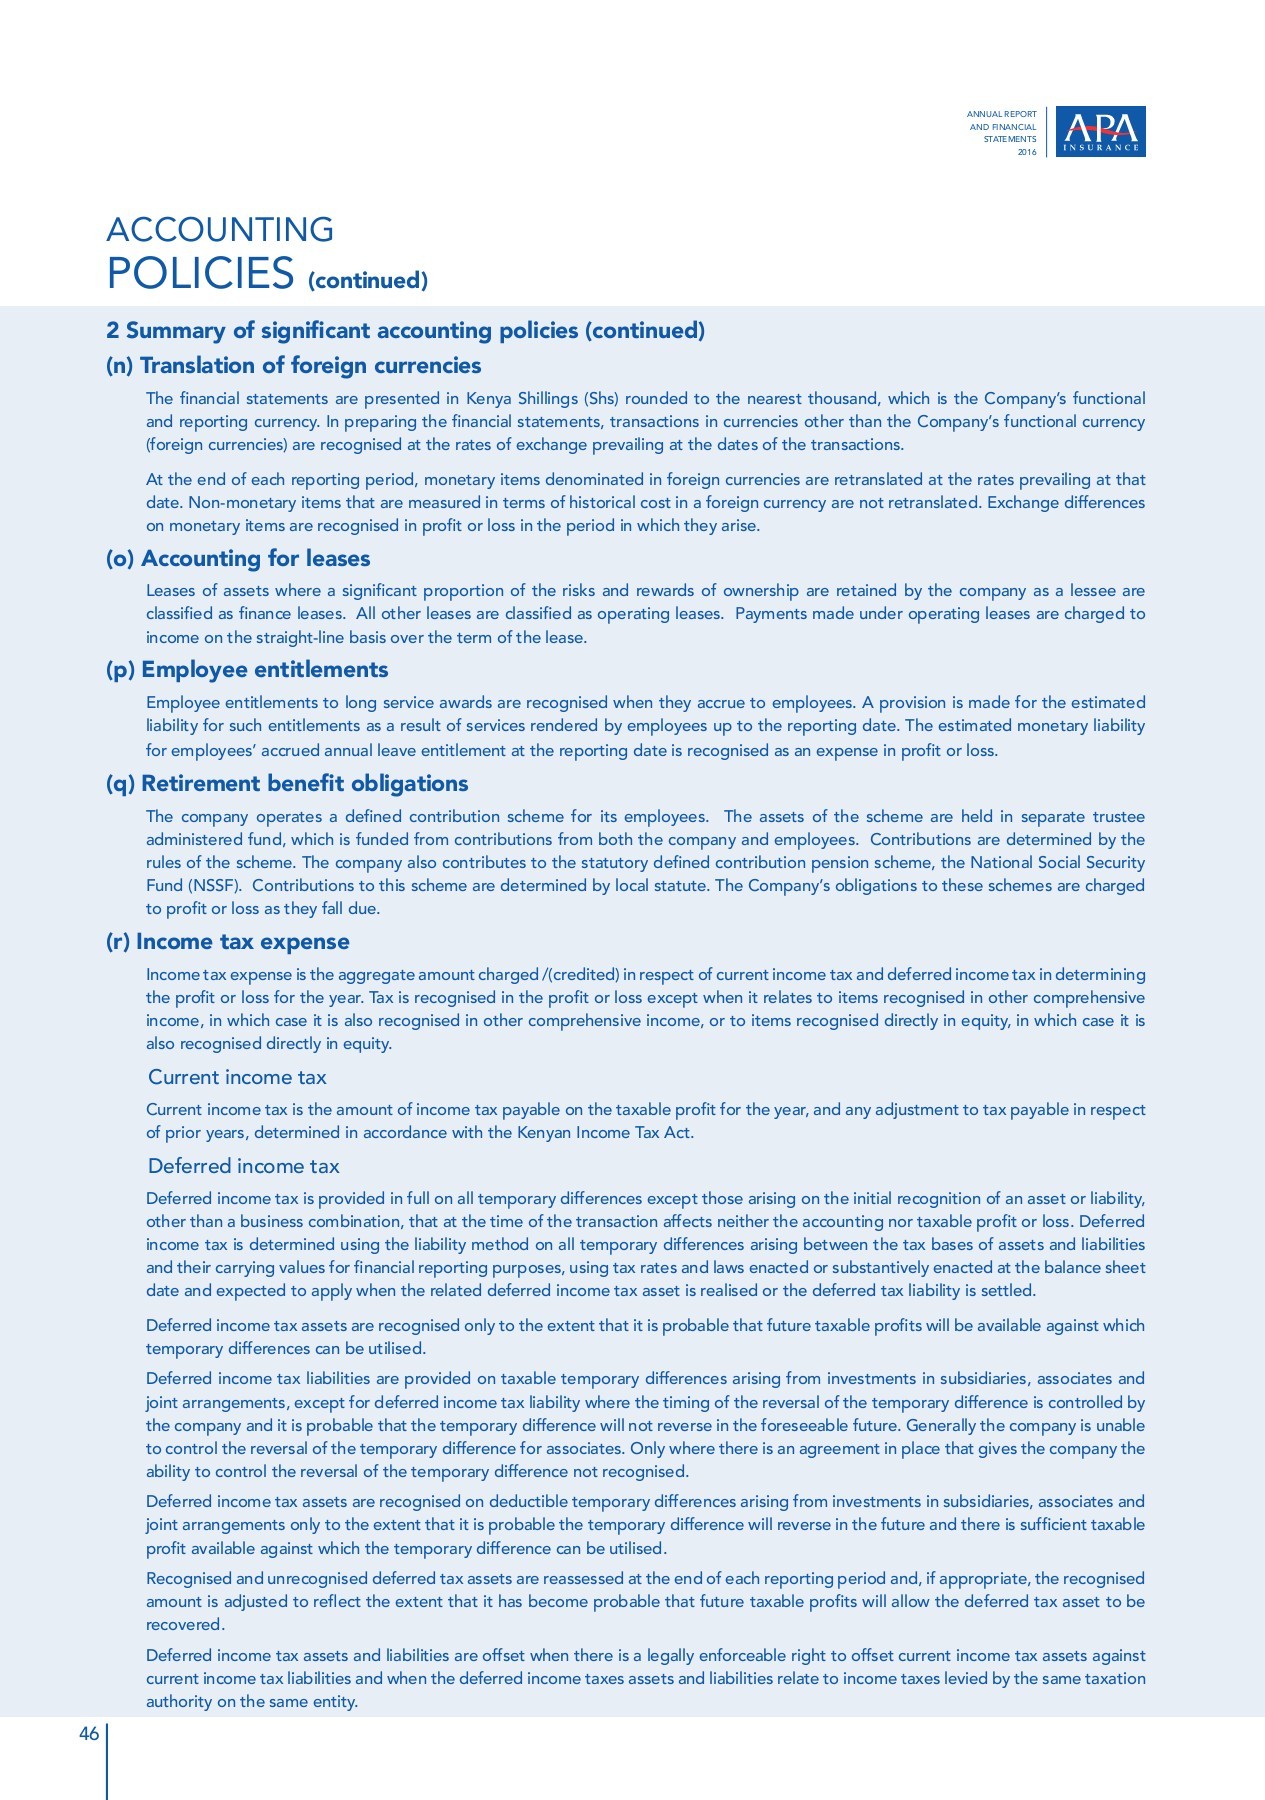 ANNUAL REPORT
AND FINANCIAL
STATEMENTS
2016
APA
INSURANCE
ACCOUNTING
POLICIES (continued)
2 Summary of significant accounting policies (continued)
(n) Translation of foreign currencies
The financial statements are presented in Kenya Shillings (Shs) rounded to the nearest thousand, which is the Company’s functional
and reporting currency. In preparing the financial statements, transactions in currencies other than the Company’s functional currency
(foreign currencies) are recognised at the rates of exchange prevailing at the dates of the transactions.
At the end of each reporting period, monetary items denominated in foreign currencies are retranslated at the rates prevailing at that
date. Non-monetary items that are measured in terms of historical cost in a foreign currency are not retranslated. Exchange differences
on monetary items are recognised in profit or loss in the period in which they arise.
(o) Accounting for leases
Leases of assets where a significant proportion of the risks and rewards of ownership are retained by the company as a lessee are
classified as finance leases. All other leases are classified as operating leases. Payments made under operating leases are charged to
income on the straight-line basis over the term of the lease.
(p) Employee entitlements
Employee entitlements to long service awards are recognised when they accrue to employees. A provision is made for the estimated
liability for such entitlements as a result of services rendered by employees up to the reporting date. The estimated monetary liability
for employees’ accrued annual leave entitlement at the reporting date is recognised as an expense in profit or loss.
(q) Retirement benefit obligations
The company operates a defined contribution scheme for its employees. The assets of the scheme are held in separate trustee
administered fund, which is funded from contributions from both the company and employees. Contributions are determined by the
rules of the scheme. The company also contributes to the statutory defined contribution pension scheme, the National Social Security
Fund (NSSF). Contributions to this scheme are determined by local statute. The Company’s obligations to these schemes are charged
to profit or loss as they fall due.
(r) Income tax expense
Income tax expense is the aggregate amount charged /(credited) in respect of current income tax and deferred income tax in determining
the profit or loss for the year. Tax is recognised in the profit or loss except when it relates to items recognised in other comprehensive
income, in which case it is also recognised in other comprehensive income, or to items recognised directly in equity, in which case it is
also recognised directly in equity.
Current income tax
Current income tax is the amount of income tax payable on the taxable profit for the year, and any adjustment to tax payable in respect
of prior years, determined in accordance with the Kenyan Income Tax Act.
Deferred income tax
Deferred income tax is provided in full on all temporary differences except those arising on the initial recognition of an asset or liability,
other than a business combination, that at the time of the transaction affects neither the accounting nor taxable profit or loss. Deferred
income tax is determined using the liability method on all temporary differences arising between the tax bases of assets and liabilities
and their carrying values for financial reporting purposes, using tax rates and laws enacted or substantively enacted at the balance sheet
date and expected to apply when the related deferred income tax asset is realised or the deferred tax liability is settled.
Deferred income tax assets are recognised only to the extent that it is probable that future taxable profits will be available against which
temporary differences can be utilised.
Deferred income tax liabilities are provided on taxable temporary differences arising from investments in subsidiaries, associates and
joint arrangements, except for deferred income tax liability where the timing of the reversal of the temporary difference is controlled by
the company and it is probable that the temporary difference will not reverse in the foreseeable future. Generally the company is unable
to control the reversal of the temporary difference for associates. Only where there is an agreement in place that gives the company the
ability to control the reversal of the temporary difference not recognised.
Deferred income tax assets are recognised on deductible temporary differences arising from investments in subsidiaries, associates and
joint arrangements only to the extent that it is probable the temporary difference will reverse in the future and there is sufficient taxable
profit available against which the temporary difference can be utilised.
Recognised and unrecognised deferred tax assets are reassessed at the end of each reporting period and, if appropriate, the recognised
amount is adjusted to reflect the extent that it has become probable that future taxable profits will allow the deferred tax asset to be
recovered.
Deferred income tax assets and liabilities are offset when there is a legally enforceable right to offset current income tax assets against
current income tax liabilities and when the deferred income taxes assets and liabilities relate to income taxes levied by the same taxation
authority on the same entity.
46